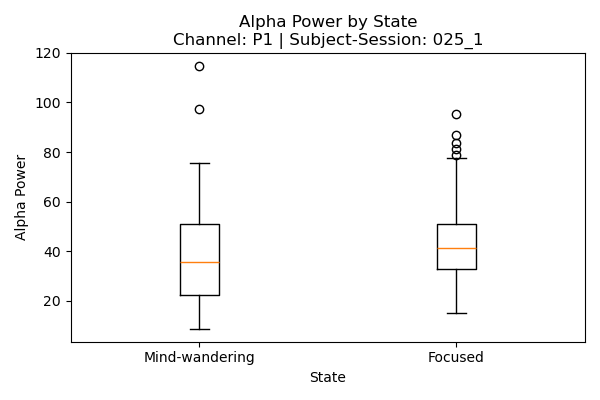 Alpha Power by State
Channel: P1 | Subject-Session: 025_1
120
100
80
60
40
20
Alpha Power
Mind-wandering
Focused
State